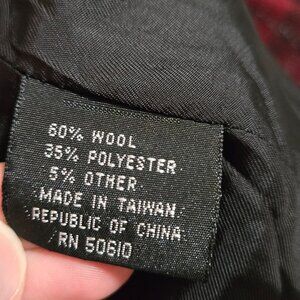 60% WOOL
35% POLYESTER
5% OTHER
MADE IN TAIWAN
REPUBLIC OF CHINA
RN 50610